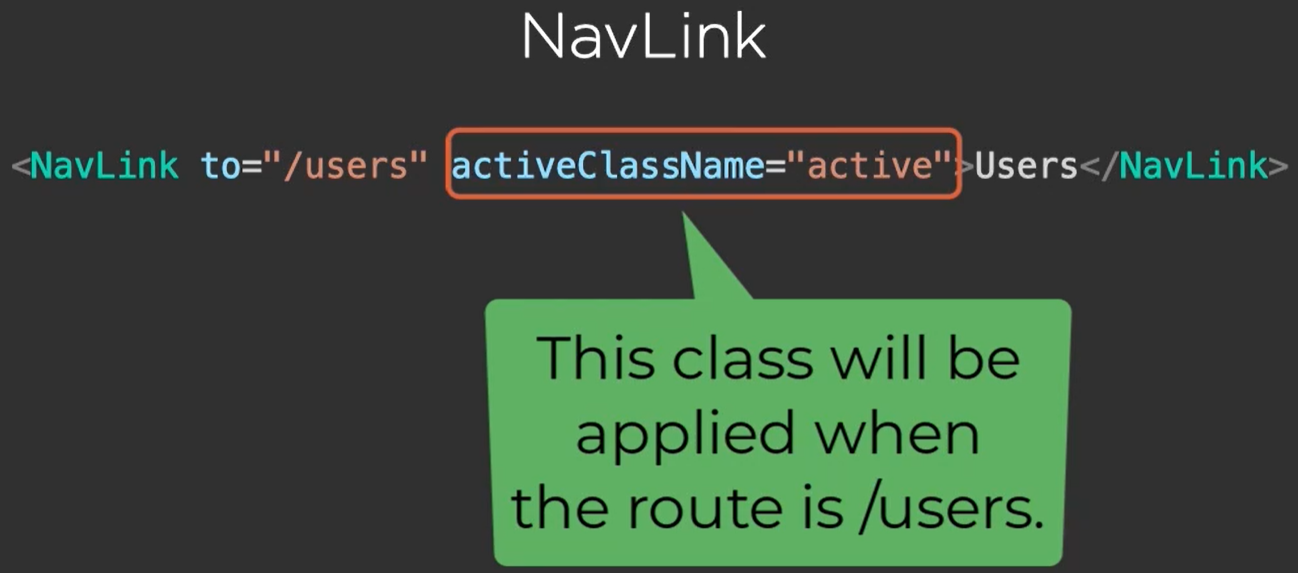 NavLink
<NavLink to="/users" activeClassName="active">Users</NavLink>
This class will be
applied when
the route is /users.